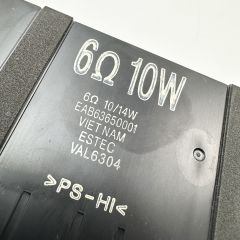 6Ω 10W
6Ω 10/14W
EAB63650001
VIETNAM
ESTEC
VAL6304
>PS-HI<